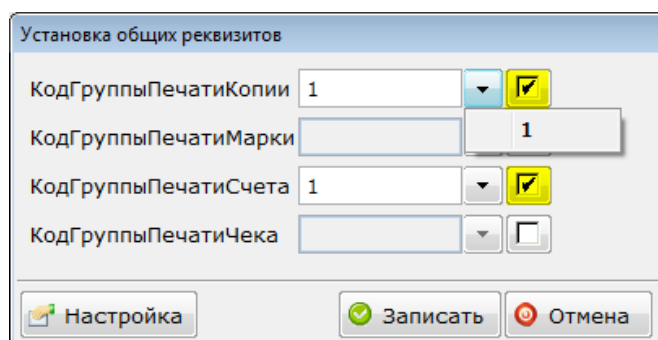 Установка общих реквизитов
КодГруппыПечатиКопии 1
КодГруппыПечатиМарки 1
КодГруппыПечатиСчета 1
КодГруппыПечатиЧека
Настройка Записать Отмена